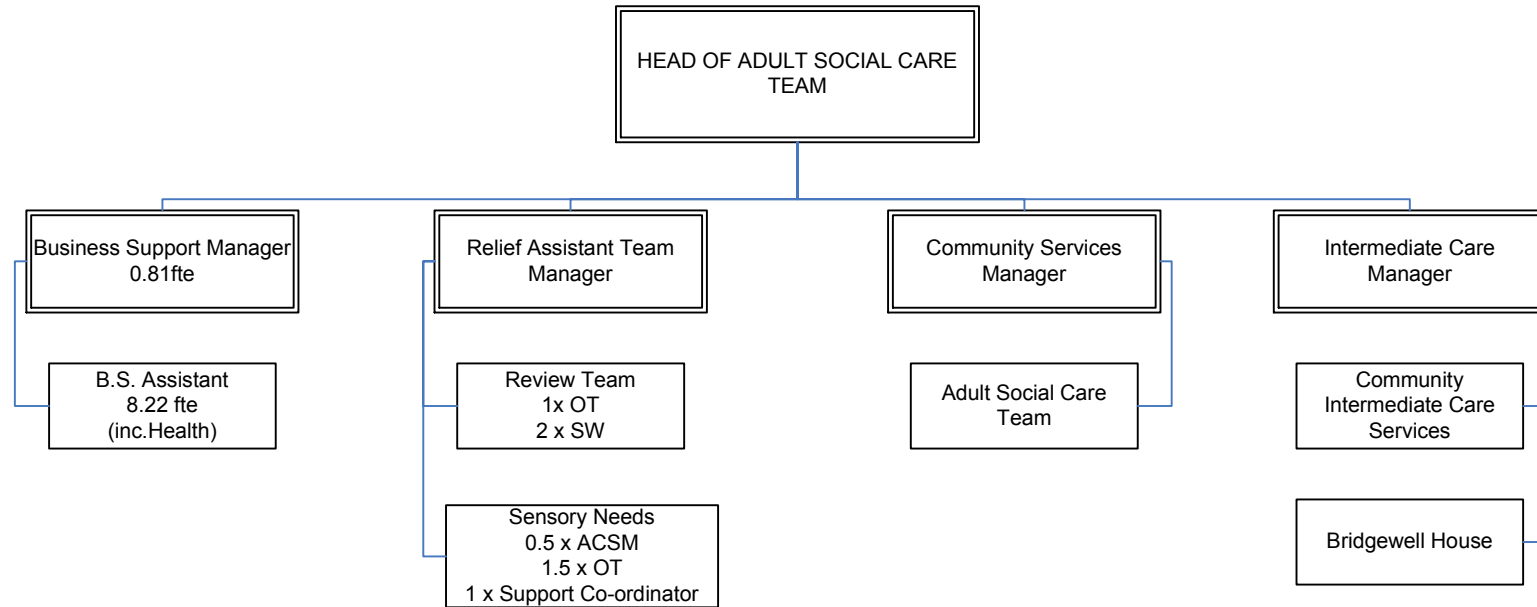 HEAD OF ADULT SOCIAL CARE
TEAM
Business Support Manager
0.81fte
Relief Assistant Team
Manager
Community Services
Manager
Intermediate Care
Manager
B.S. Assistant
8.22 fte
(inc.Health)
Review Team
1x OT
2 x SW
Adult Social Care
Team
Community
Intermediate Care
Services
Sensory Needs
0.5 x ACSM
1.5 x OT
1 x Support Co-ordinator
Bridgewell House